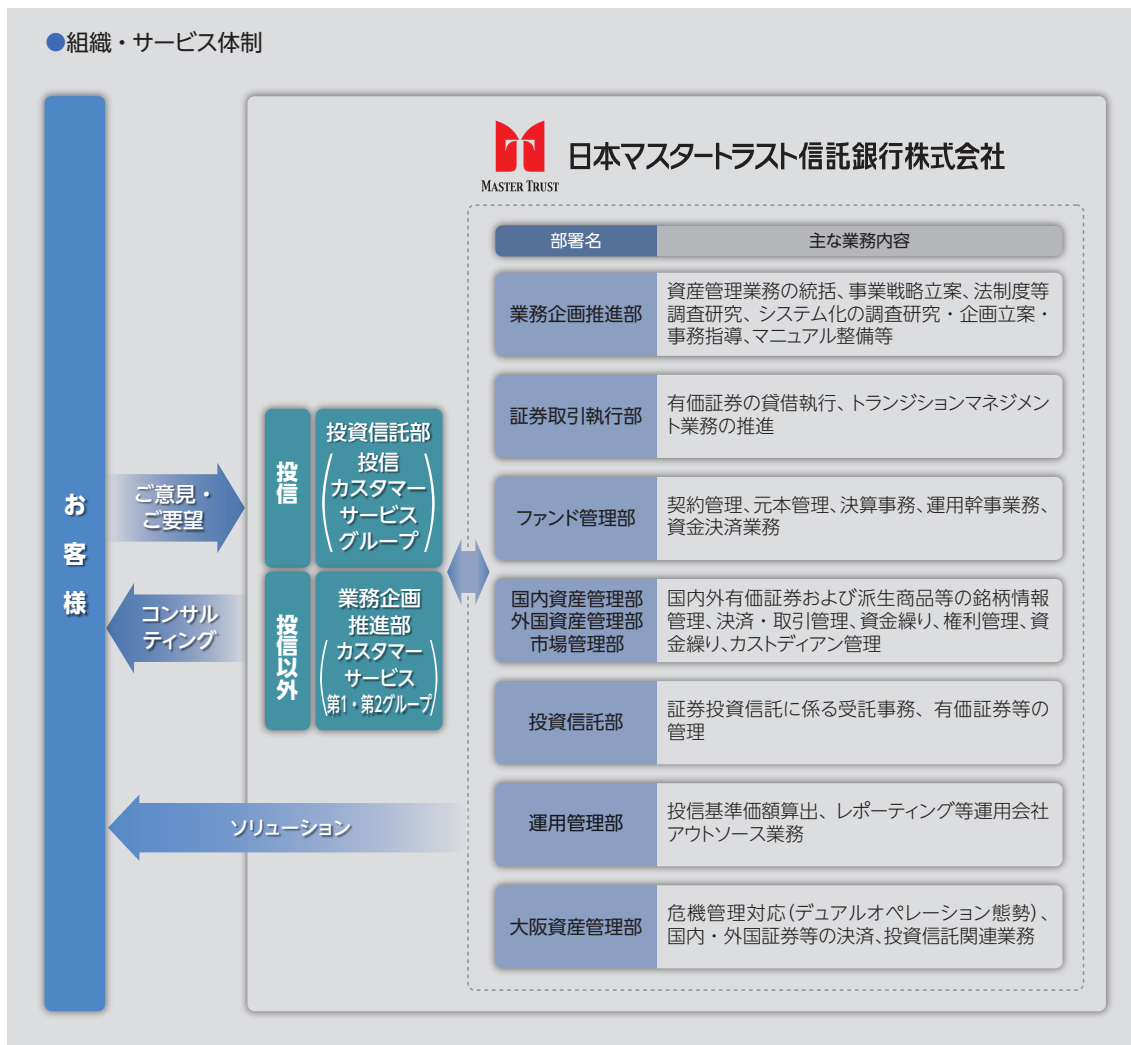 ●組織・サービス体制
お客様
ご意見・
ご要望
コンサル
ティング
ソリューション
投信
投資信託部
(投信
カスタマー
サービス
グループ)
投信以外
業務企画
推進部
(カスタマー
サービス
第1・第2グループ)
MASTER TRUST
日本マスタートラスト信託銀行株式会社
部署名 主な業務内容
業務企画推進部
資産管理業務の統括、事業戦略立案、法制度等
調査研究、システム化の調査研究・企画立案・
事務指導、マニュアル整備等
証券取引執行部
有価証券の貸借執行、トランジションマネジメン
ト業務の推進
ファンド管理部
契約管理、元本管理、決算事務、運用幹事業務、
資金決済業務
国内資産管理部
外国資産管理部
市場管理部
国内外有価証券および派生商品等の銘柄情報
管理、決済・取引管理、資金繰り、権利管理、資
金繰り、カストディアン管理
投資信託部
証券投資信託に係る受託事務、有価証券等の
管理
運用管理部
投信基準価額算出、レポーティング等運用会社
アウトソース業務
大阪資産管理部
危機管理対応(デュアルオペレーション態勢)、
国内・外国証券等の決済、投資信託関連業務